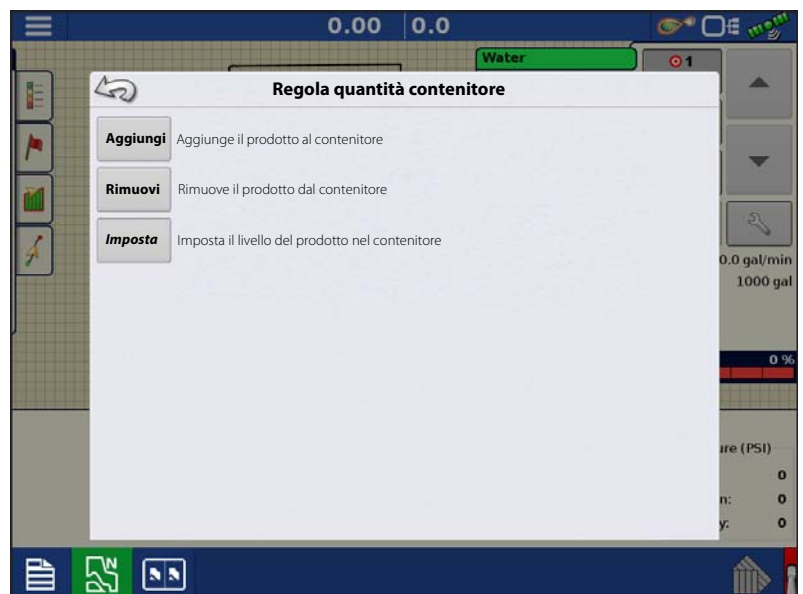 0.00 0.0
Water
1
Regola quantità contenitore
Aggiungi Aggiunge il prodotto al contenitore
Rimuovi Rimuove il prodotto dal contenitore
Imposta Imposta il livello del prodotto nel contenitore
0.0 gal/min
1000 gal
0 %
(PSI)
0
n: 0
y: 0
N